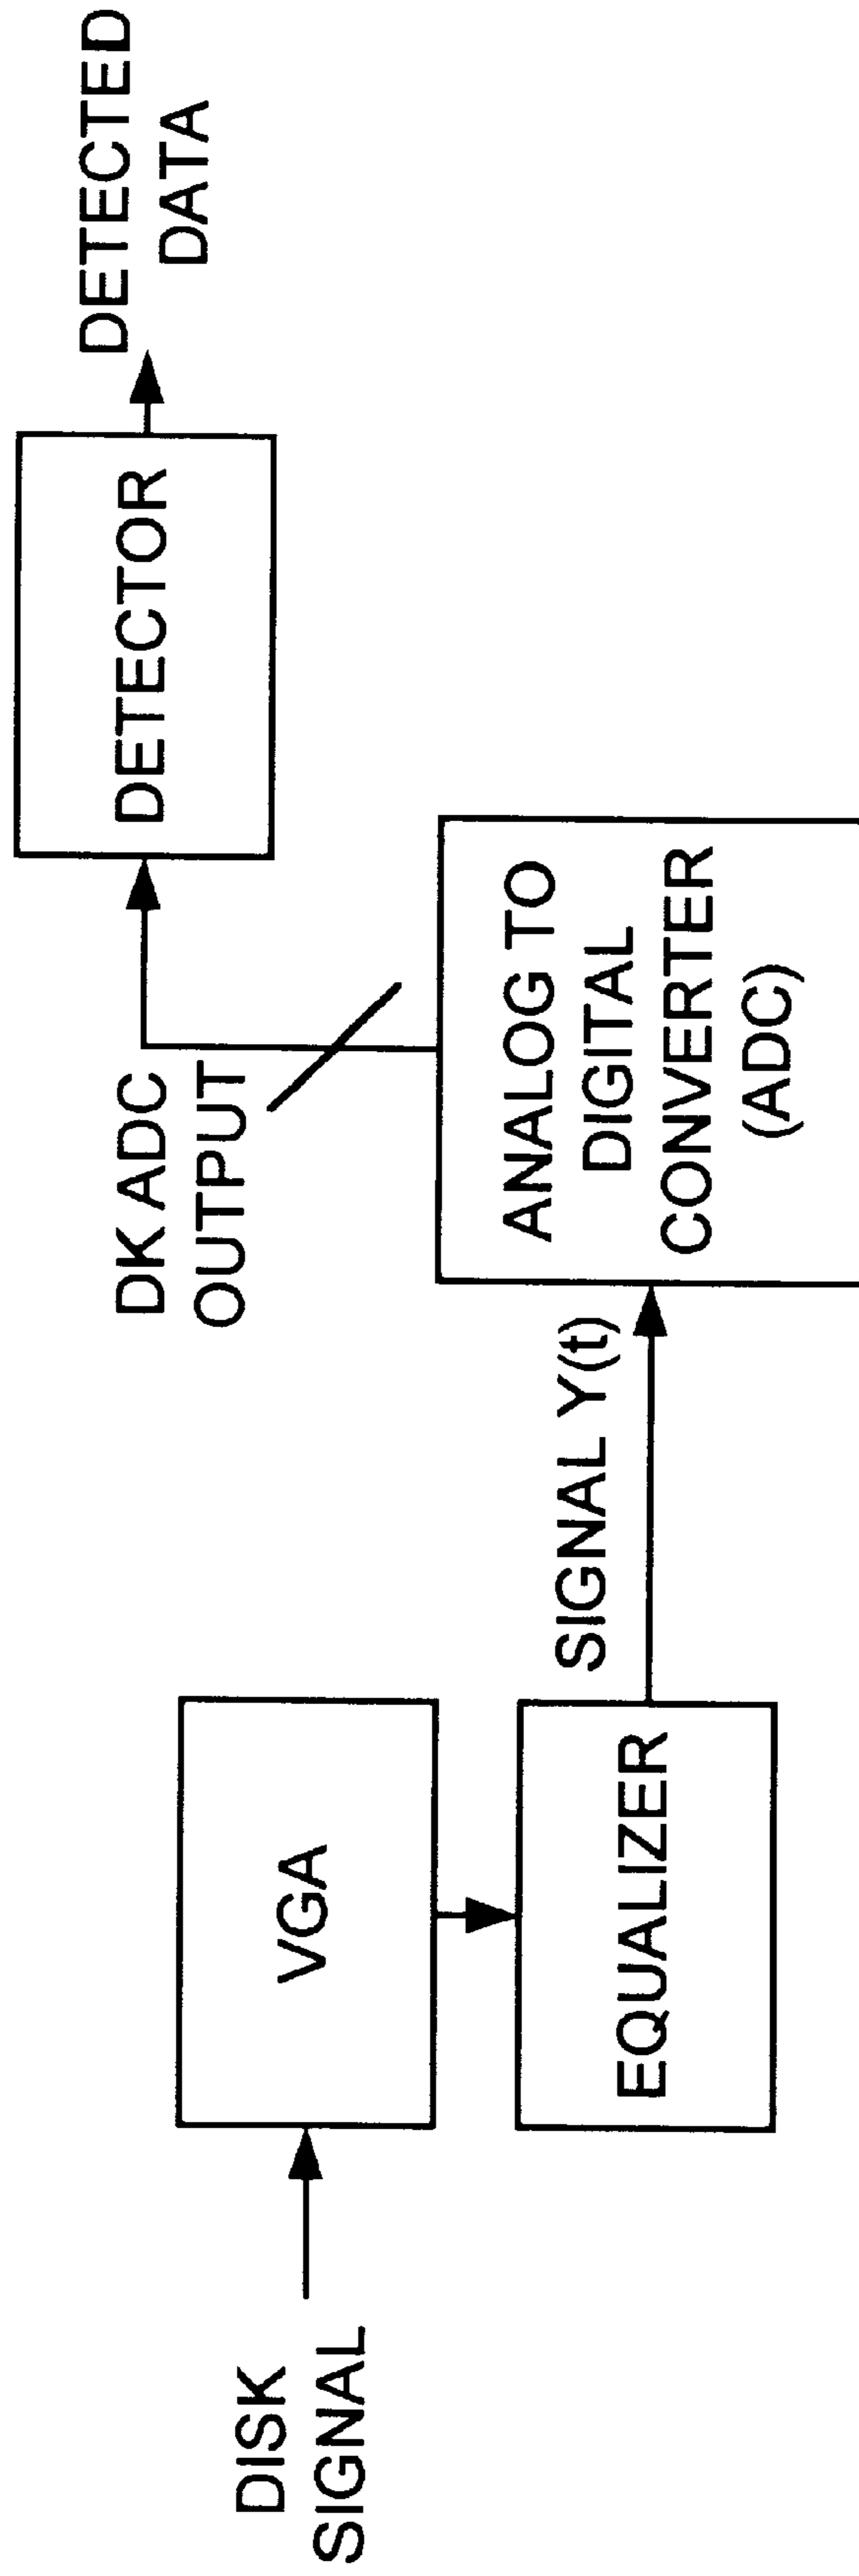 DISK
SIGNAL
VGA
EQUALIZER
SIGNAL Y(t)
ANALOG TO
DIGITAL
CONVERTER
(ADC)
DK ADC
OUTPUT
DETECTOR
DETECTED
DATA